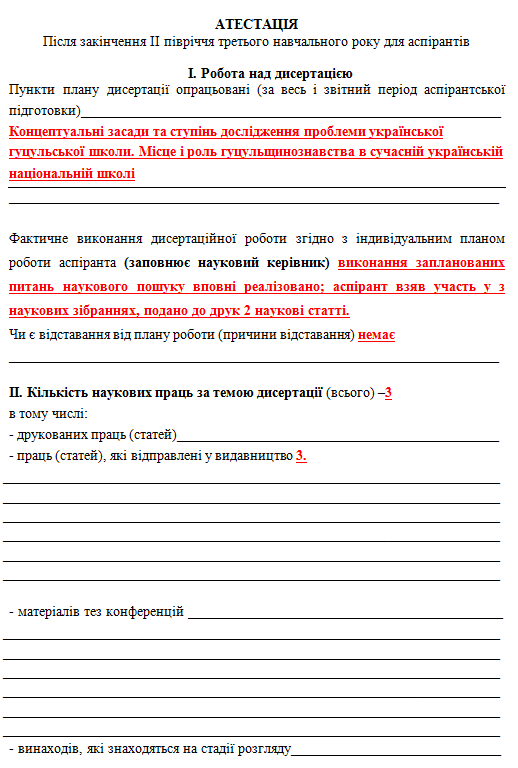 АТЕСТАЦІЯ
Після закінчення ІІ півріччя третього навчального року для аспірантів
І. Робота над дисертацією
Пункти плану дисертації опрацьовані (за весь і звітний період аспірантської
підготовки)
Концептуальні засади та ступінь дослідження проблеми української
гуцульської школи. Місце і роль гуцульщинознавства в сучасній українській
національній школі
Фактичне виконання дисертаційної роботи згідно з індивідуальним планом
роботи аспіранта (заповнює науковий керівник) виконання запланованих
питань наукового пошуку вповні реалізовано; аспірант взяв участь у з
наукових зібраннях, подано до друк 2 наукові статті.
Чи є відставання від плану роботи (причини відставання) немає
ІІ. Кількість наукових праць за темою дисертації (всього) –3
в тому числі:
- друкованих праць (статей)
- праць (статей), які відправлені у видавництво 3.
- матеріалів тез конференцій
- винаходів, які знаходяться на стадії розгляду